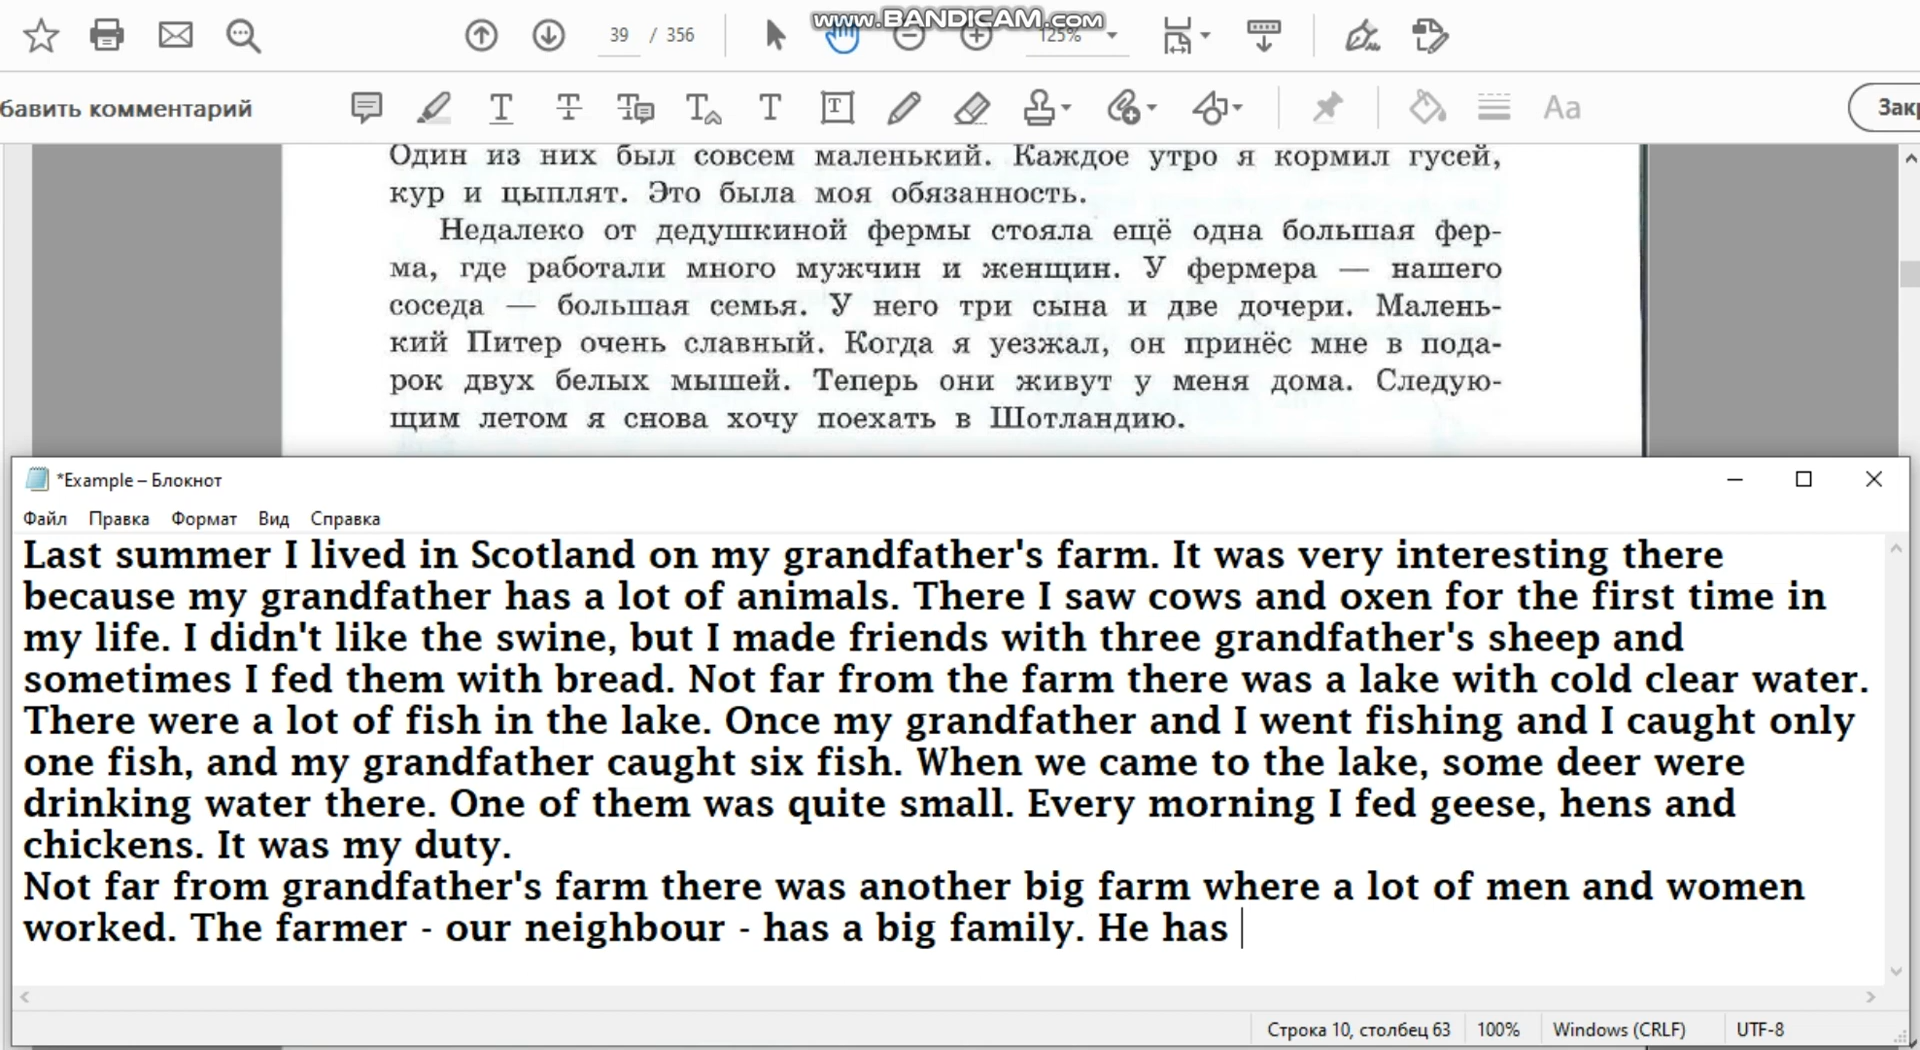 www.BANDICAM.com
39 / 356
125%
бавить комментарий
T T T T T T
Aa
Зак
Один из них был совсем маленький. Каждое утро я кормил гусей,
кур и цыплят. Это была моя обязанность.
Недалеко от дедушкиной фермы стояла ещё одна большая фер-
ма, где работали много мужчин и женщин. У фермера — нашего
соседа — большая семья. У него три сына и две дочери. Малень-
кий Питер очень славный. Когда я уезжал, он принёс мне в пода-
рок двух белых мышей. Теперь они живут у меня дома. Следую-
щим летом я снова хочу поехать в Шотландию.
*Example – Блокнот
Файл Правка Формат Вид Справка
Last summer I lived in Scotland on my grandfather's farm. It was very interesting there
because my grandfather has a lot of animals. There I saw cows and oxen for the first time in
my life. I didn't like the swine, but I made friends with three grandfather's sheep and
sometimes I fed them with bread. Not far from the farm there was a lake with cold clear water.
There were a lot of fish in the lake. Once my grandfather and I went fishing and I caught only
one fish, and my grandfather caught six fish. When we came to the lake, some deer were
drinking water there. One of them was quite small. Every morning I fed geese, hens and
chickens. It was my duty.
Not far from grandfather's farm there was another big farm where a lot of men and women
worked. The farmer - our neighbour - has a big family. He has
Строка 10, столбец 63 100% Windows (CRLF) UTF-8